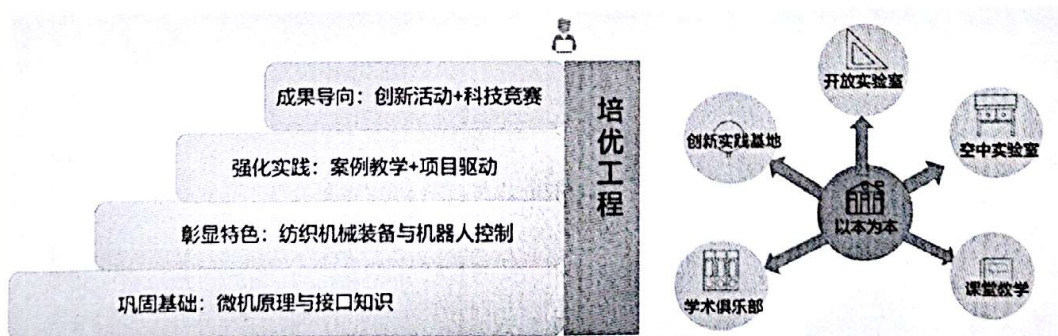 成果导向：创新活动+科技竞赛
强化实践：案例教学+项目驱动
彰显特色：纺织机械装备与机器人控制
巩固基础：微机原理与接口知识
培优工程
开放实验室
创新实践基地
空中实验室
以本为本
学术俱乐部
课堂教学